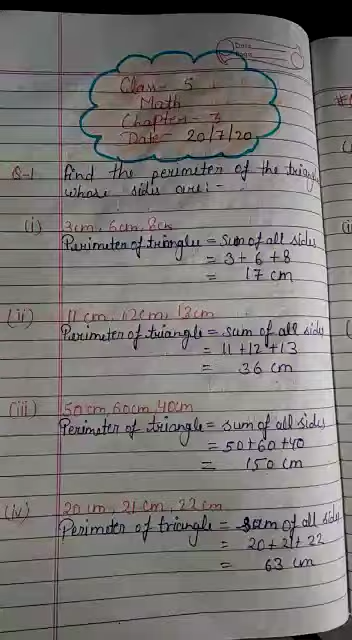 Date
Page
Class - 5
Math
Chapter - 7
Date - 20/7/20
Q-1 Find the perimeter of the triangle
whose sides are:-
(i) 3cm, 6cm, 8cm
Perimeter of triangle = Sum of all sides
= 3 + 6 + 8
= 17 cm
(ii) 11 cm, 12cm, 13cm
Perimeter of triangle = sum of all sides
= 11 + 12 + 13
= 36 cm
(iii) 50cm, 60cm, 40cm
Perimeter of triangle = sum of all sides
= 50 + 60 + 40
= 150 cm
(iv) 20 cm, 21 cm, 22 cm
Perimeter of triangle = sum of all sides
= 20 + 21 + 22
= 63 cm